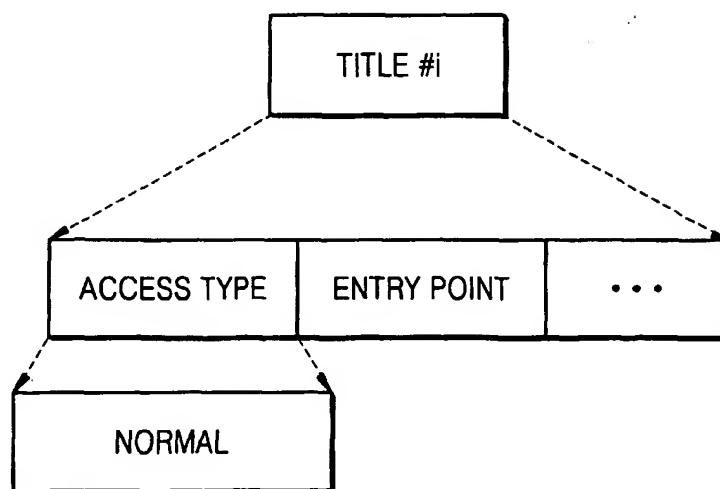 TITLE #i
ACCESS TYPE
ENTRY POINT
•••
NORMAL